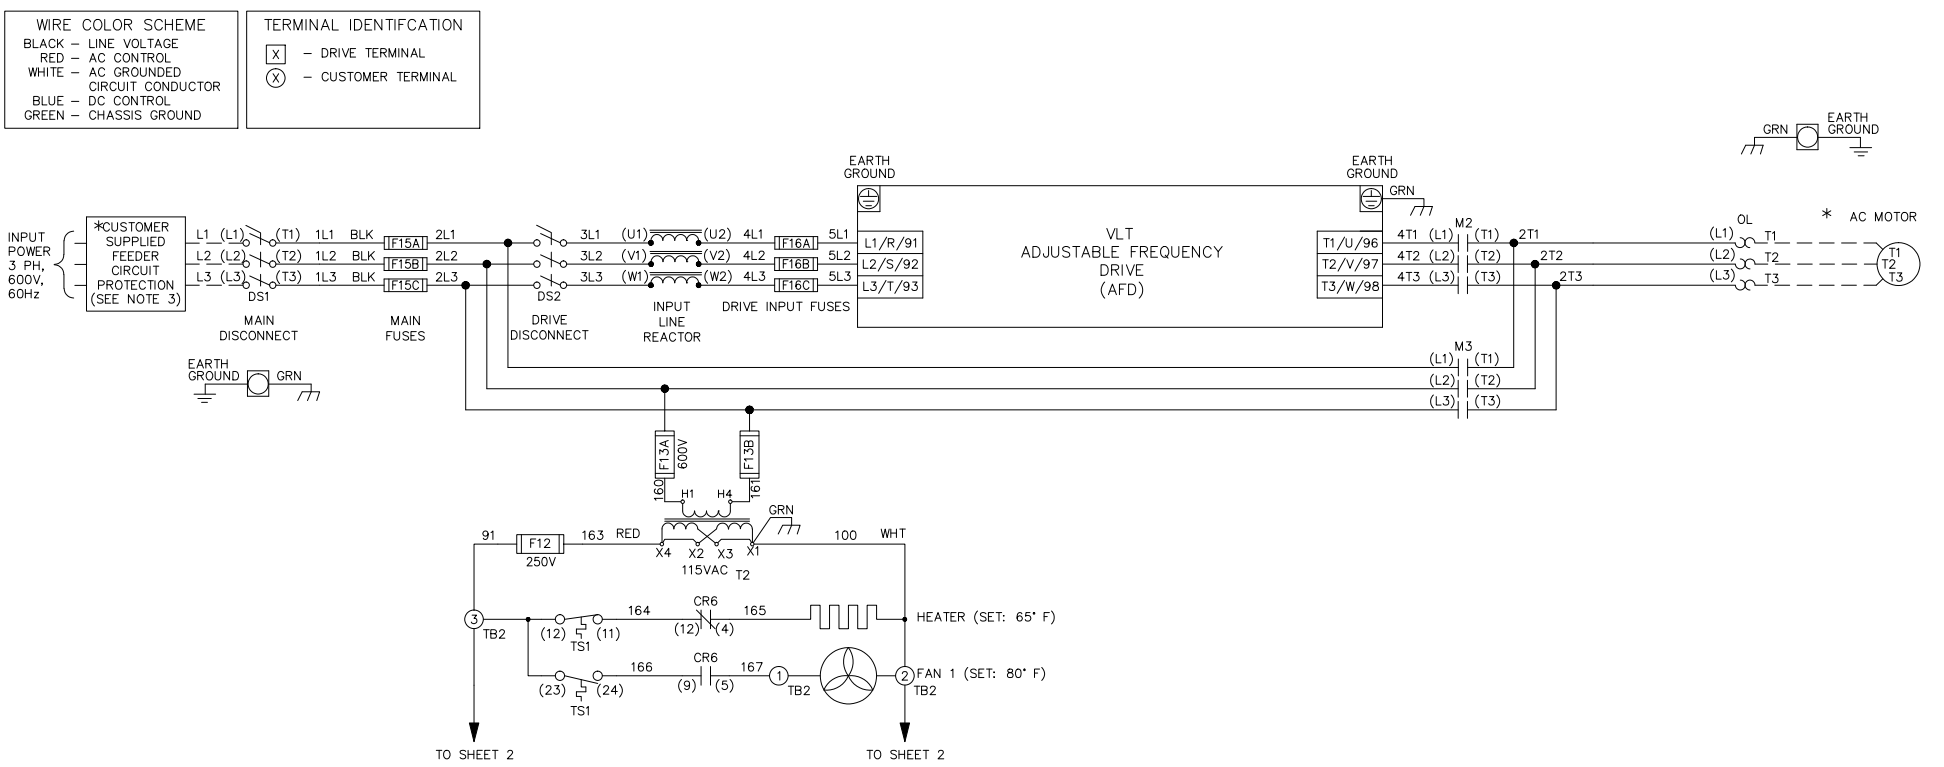 WIRE COLOR SCHEME
BLACK – LINE VOLTAGE
RED – AC CONTROL
WHITE – AC GROUNDED
CIRCUIT CONDUCTOR
BLUE – DC CONTROL
GREEN – CHASSIS GROUND
TERMINAL IDENTIFCATION
X – DRIVE TERMINAL
X – CUSTOMER TERMINAL
GRN
EARTH
GROUND
INPUT
POWER
3 PH,
600V,
60Hz
*CUSTOMER
SUPPLIED
FEEDER
CIRCUIT
PROTECTION
(SEE NOTE 3)
L1 (L1) (T1) 1L1 BLK F15A 2L1
L2 (L2) (T2) 1L2 BLK F15B 2L2
L3 (L3) (T3) 1L3 BLK F15C 2L3
DS1
MAIN
DISCONNECT
MAIN
FUSES
3L1 (U1) (U2) 4L1 F16A 5L1
3L2 (V1) (V2) 4L2 F16B 5L2
3L3 (W1) (W2) 4L3 F16C 5L3
DS2
DRIVE
DISCONNECT
INPUT
LINE
REACTOR
DRIVE INPUT FUSES
EARTH
GROUND
L1/R/91
L2/S/92
L3/T/93
VLT
ADJUSTABLE FREQUENCY
DRIVE
(AFD)
EARTH
GROUND
GRN
T1/U/96
T2/V/97
T3/W/98
M2
4T1 (L1) (T1) 2T1
4T2 (L2) (T2) 2T2
4T3 (L3) (T3) 2T3
OL
(L1) T1
(L2) T2
(L3) T3
* AC MOTOR
T1
T2
T3
M3
(L1) (T1)
(L2) (T2)
(L3) (T3)
EARTH
GROUND
GRN
F13A
600V
F13B
160
161
H1 H4
GRN
91
F12
250V
163 RED
X4 X2 X3 X1
115VAC T2
100 WHT
3
TB2
(12) (11)
TS1
164
CR6
(12) (4)
165
HEATER (SET: 65° F)
(23) (24)
TS1
166
CR6
(9) (5)
167
1
TB2
2
TB2
FAN 1 (SET: 80° F)
TO SHEET 2
TO SHEET 2